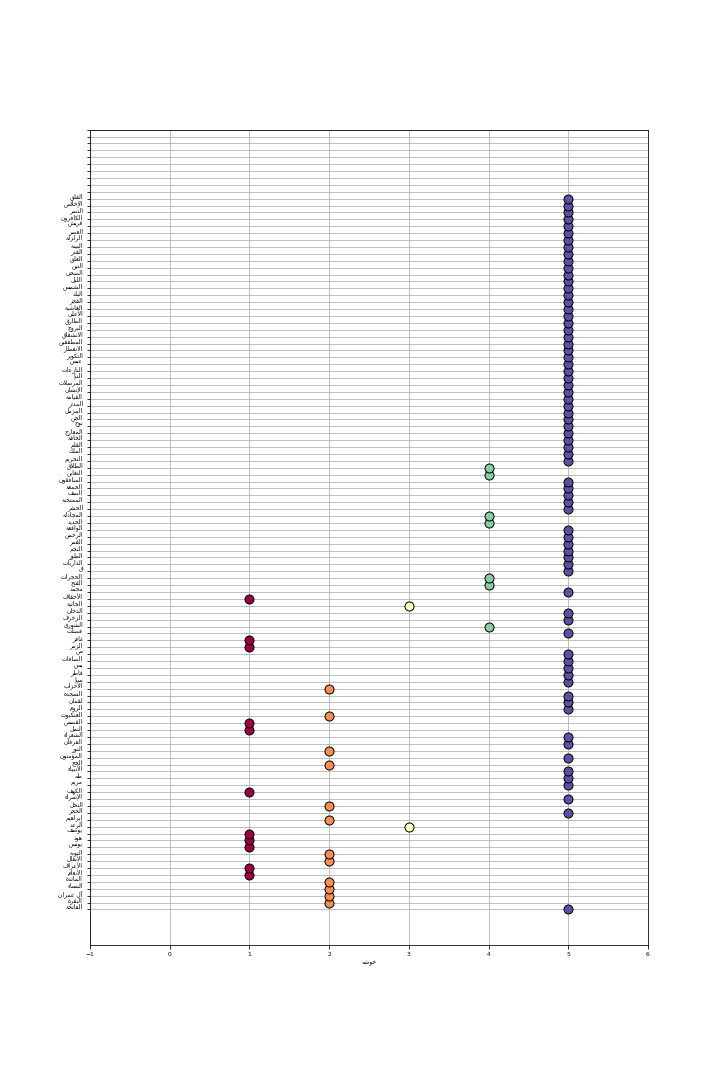 الفلق
الإخلاص
النصر
الكافرون
قريش
العصر
الزلزلة
البينة
القدر
العلق
التين
الضحى
الليل
الشمس
البلد
الفجر
الغاشية
الأعلى
الطارق
البروج
الانشقاق
المطففين
الانفطار
التكوير
عبس
النازعات
النبأ
المرسلات
الإنسان
القيامة
المدثر
المزمل
الجن
نوح
المعارج
الحاقة
القلم
الملك
التحريم
الطلاق
التغابن
المنافقون
الجمعة
الصف
الممتحنة
الحشر
المجادلة
الحديد
الواقعة
الرحمن
القمر
النجم
الطور
الذاريات
ق
الحجرات
الفتح
محمد
الأحقاف
الجاثية
الدخان
الزخرف
الشورى
فصلت
غافر
الزمر
ص
الصافات
يس
فاطر
سبأ
الأحزاب
السجدة
لقمان
الروم
العنكبوت
القصص
النمل
الشعراء
الفرقان
النور
المؤمنون
الحج
الأنبياء
طه
مريم
الكهف
الإسراء
النحل
الحجر
إبراهيم
الرعد
يوسف
هود
يونس
التوبة
الأنفال
الأعراف
الأنعام
المائدة
النساء
آل عمران
البقرة
الفاتحة
−1 0 1 2 3 4 5 6
خوشه